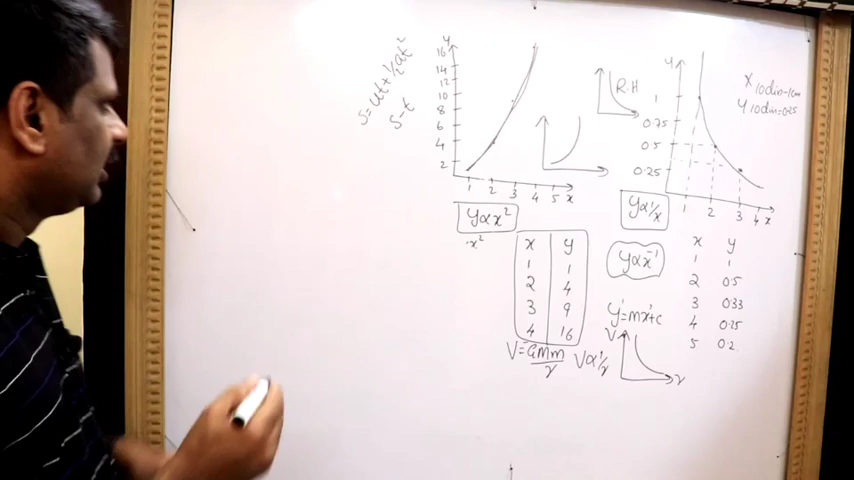 S=ut+½at²
S-t
y
16
14
12
10
8
6
4
2
1 2 3 4 5 x
y∝x²
x²
x y
1 1
2 4
3 9
4 16
R.H
y
1
0.75
0.5
0.25
1 2 3 4 x
X 10div=1cm
y 10div=0.25
y∝1/x
y∝x⁻¹
y'=mx'+c
x y
1 1
2 0.5
3 0.33
4 0.25
5 0.2
V=GMm/r
V∝1/r
V
r